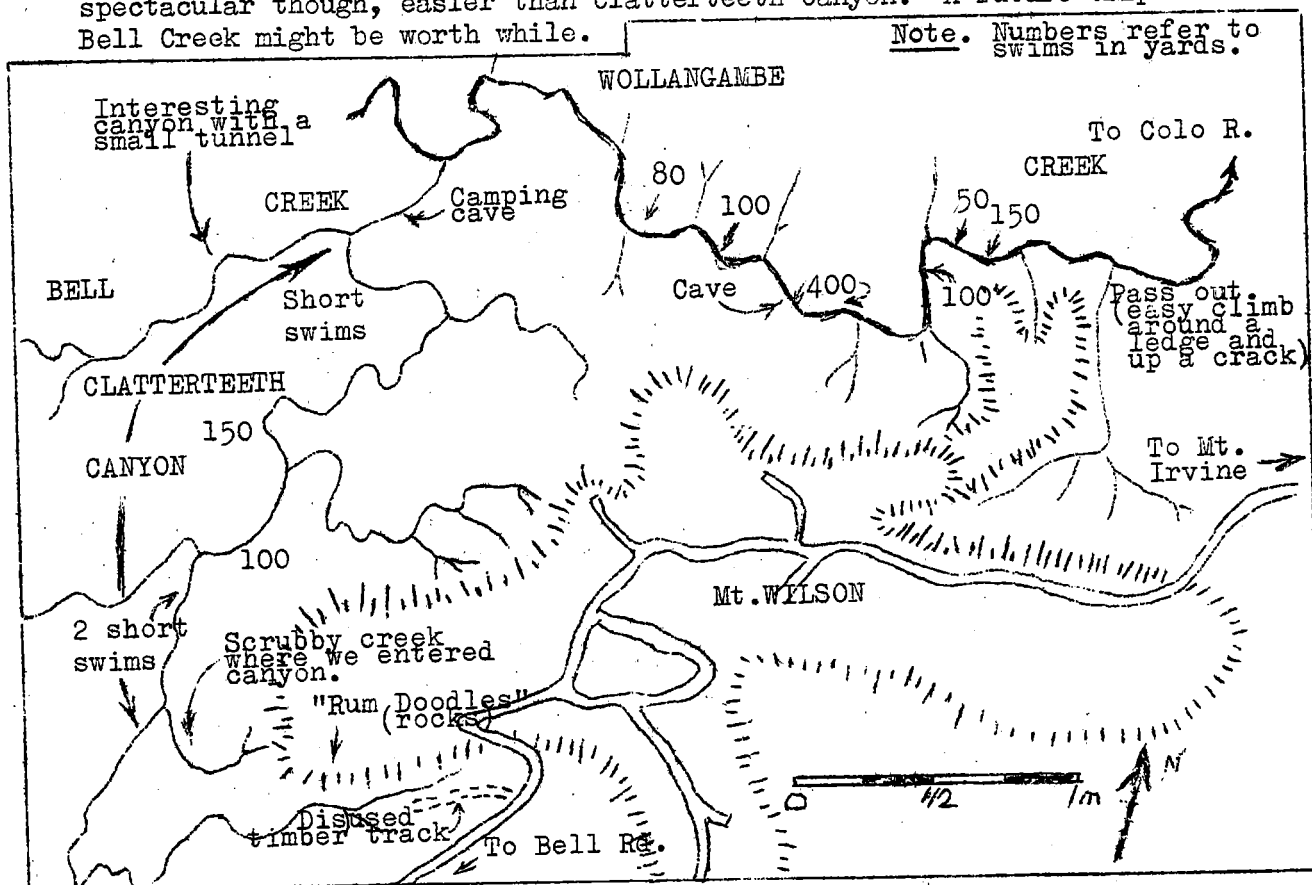 spectacular though, easier than Clatterteeth Canyon. A future trip
Bell Creek might be worth while.
Note. Numbers refer to
swims in yards.
WOLLANGAMBE
Interesting
canyon with a
small tunnel
To Colo R.
CREEK
80
CREEK
Camping
cave
100
50
150
BELL
Short
swims
Cave
400
100
Pass out.
(easy climb
around a
ledge and
up a crack)
CLATTERTEETH
150
CANYON
To Mt.
Irvine
100
Mt.WILSON
2 short
swims
Scrubby creek
where we entered
canyon.
"Rum Doodles"
(rocks)
N
0
1/2
1m
Disused
timber track
To Bell Rd.